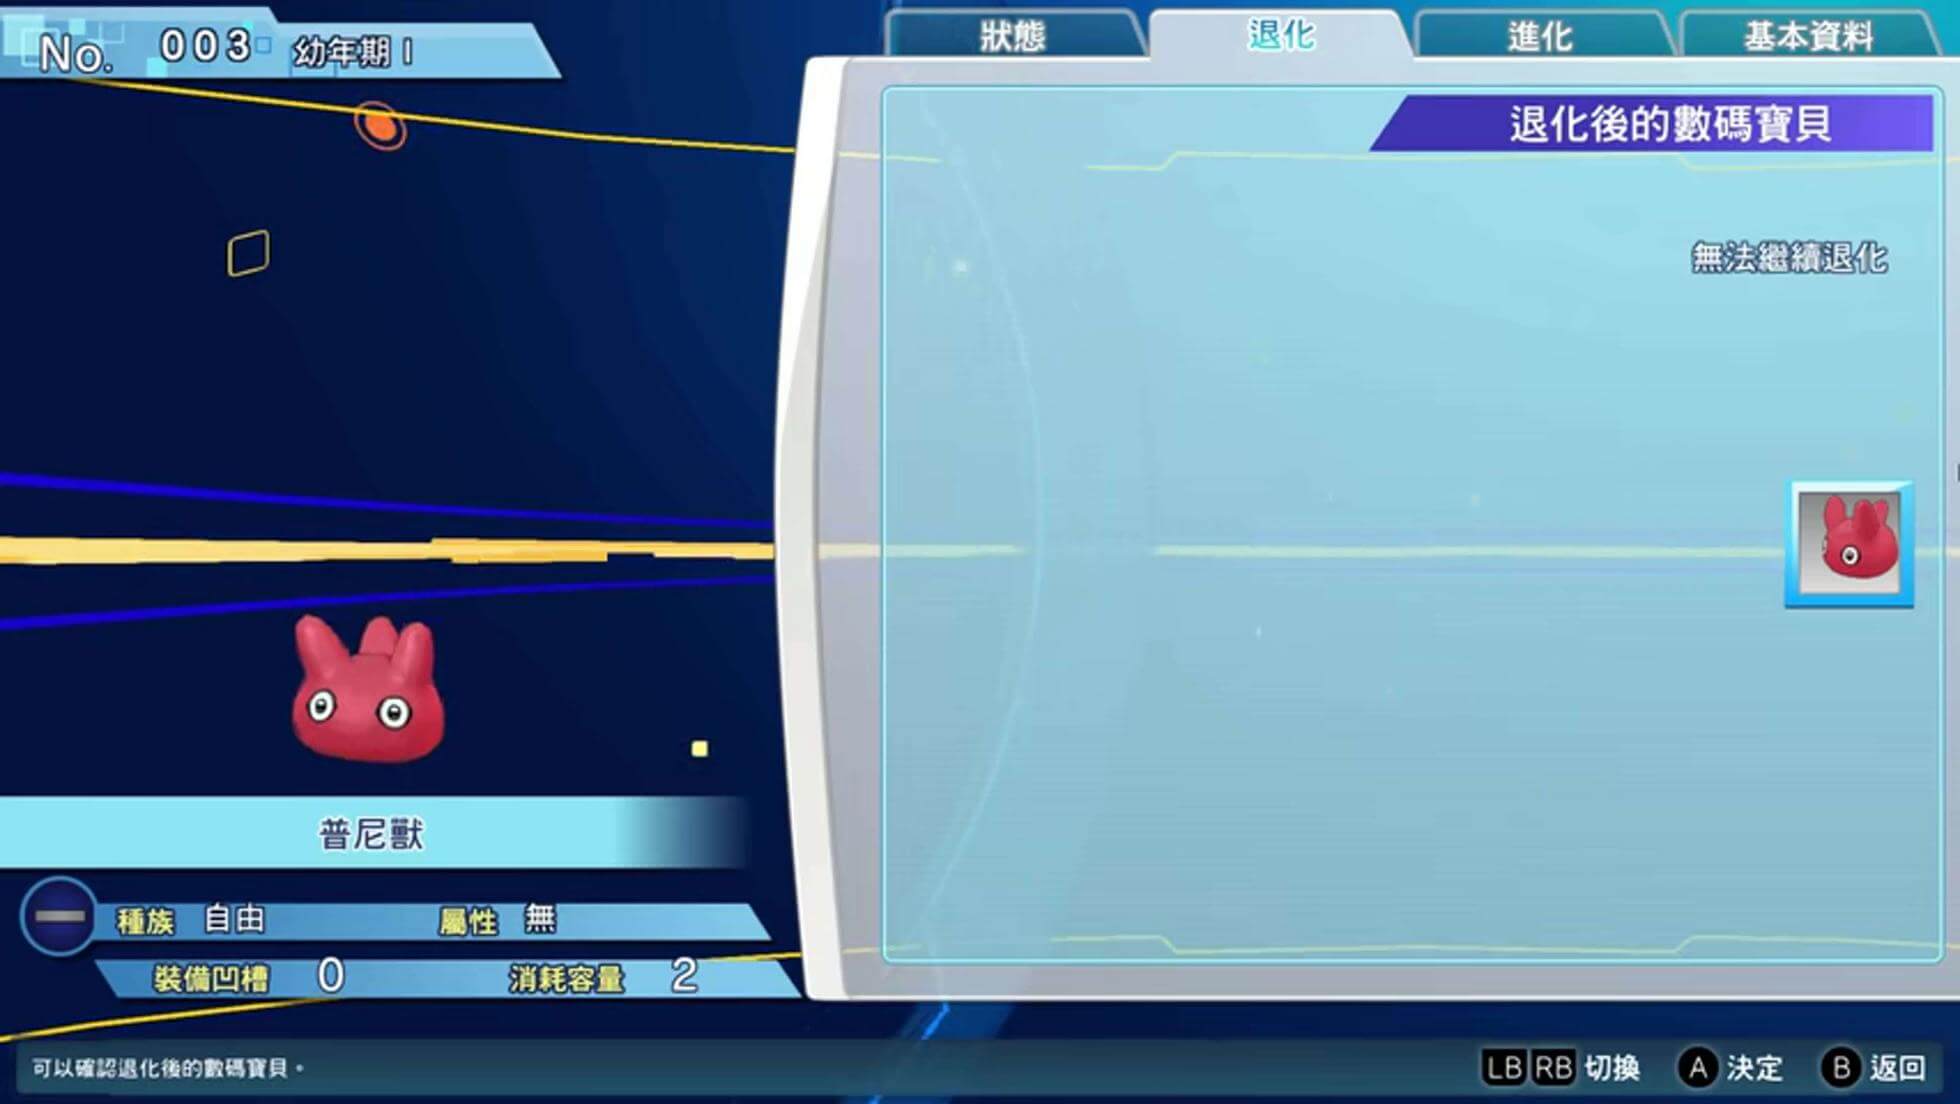 No. 003 幼年期 I
狀態 退化 進化 基本資料
退化後的數碼寶貝
無法繼續退化
普尼獸
種族 自由 屬性 無
裝備凹槽 0 消耗容量 2
可以確認退化後的數碼寶貝。
LB RB 切換 A 決定 B 返回